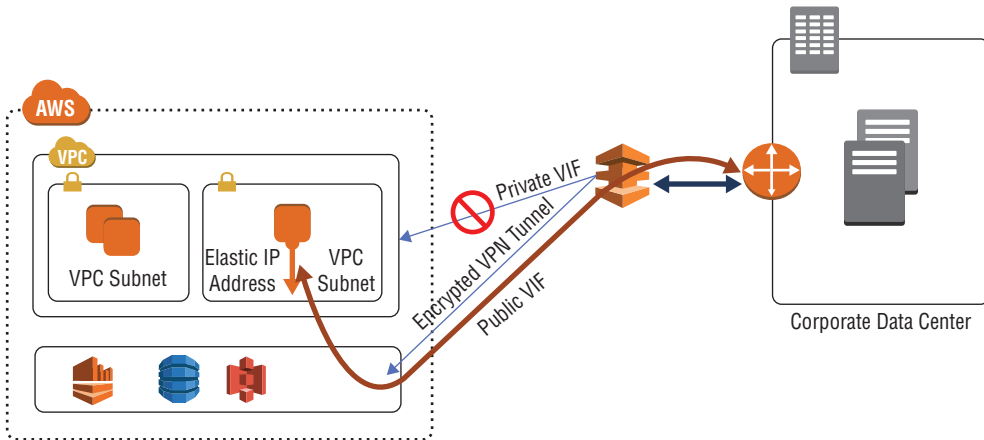 AWS
VPC
VPC Subnet
Elastic IP
Address
VPC
Subnet
Private VIF
Encrypted VPN Tunnel
Public VIF
Corporate Data Center